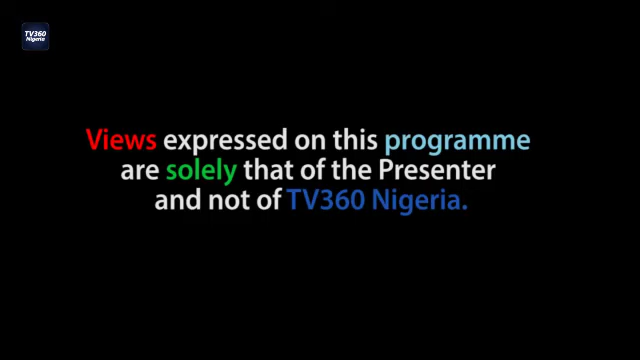 TV360
Nigeria
Views expressed on this programme
are solely that of the Presenter
and not of TV360 Nigeria.